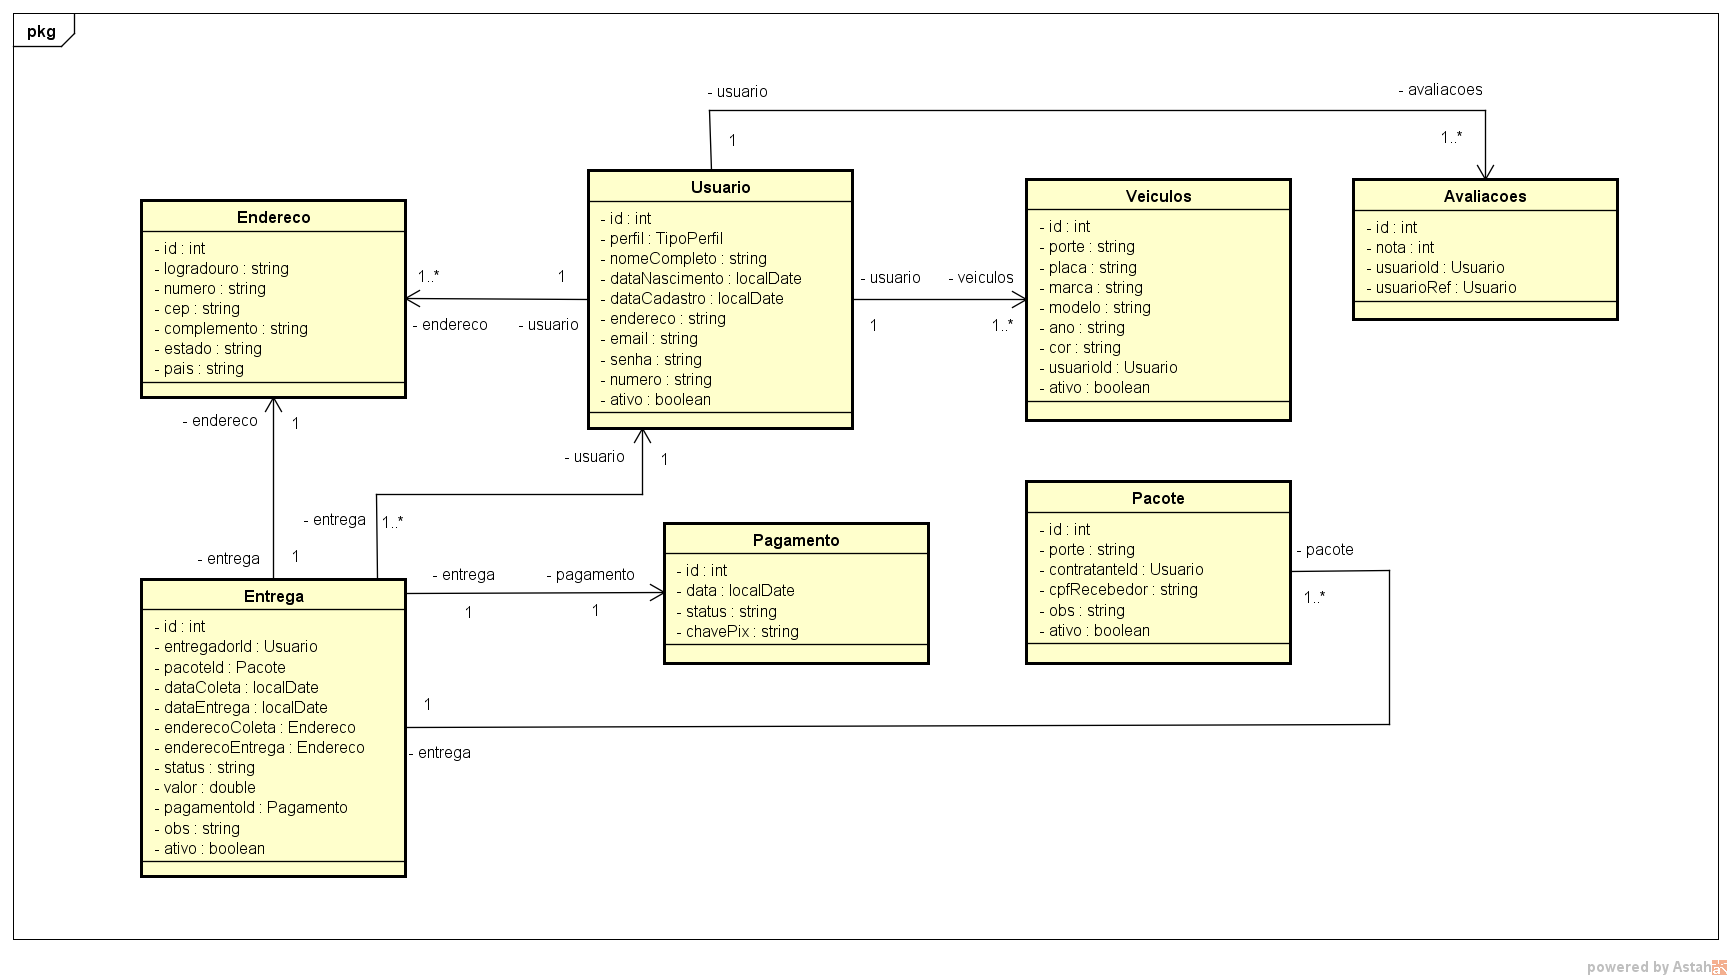 pkg
- usuario
- avaliacoes
1
1..*
Endereco
- id : int
- logradouro : string
- numero : string
- cep : string
- complemento : string
- estado : string
- pais : string
1..*
1
- endereco
- usuario
Usuario
- id : int
- perfil : TipoPerfil
- nomeCompleto : string
- dataNascimento : localDate
- dataCadastro : localDate
- endereco : string
- email : string
- senha : string
- numero : string
- ativo : boolean
- usuario
- veiculos
1
1..*
Veiculos
- id : int
- porte : string
- placa : string
- marca : string
- modelo : string
- ano : string
- cor : string
- usuarioId : Usuario
- ativo : boolean
Avaliacoes
- id : int
- nota : int
- usuarioId : Usuario
- usuarioRef : Usuario
- endereco
1
- usuario
1
- entrega
1..*
- entrega
1
Entrega
- id : int
- entregadorId : Usuario
- pacoteId : Pacote
- dataColeta : localDate
- dataEntrega : localDate
- enderecoColeta : Endereco
- enderecoEntrega : Endereco
- status : string
- valor : double
- pagamentoId : Pagamento
- obs : string
- ativo : boolean
- entrega
- pagamento
1
1
Pagamento
- id : int
- data : localDate
- status : string
- chavePix : string
Pacote
- id : int
- porte : string
- contratanteId : Usuario
- cpfRecebedor : string
- obs : string
- ativo : boolean
- pacote
1..*
1
- entrega
powered by Astah